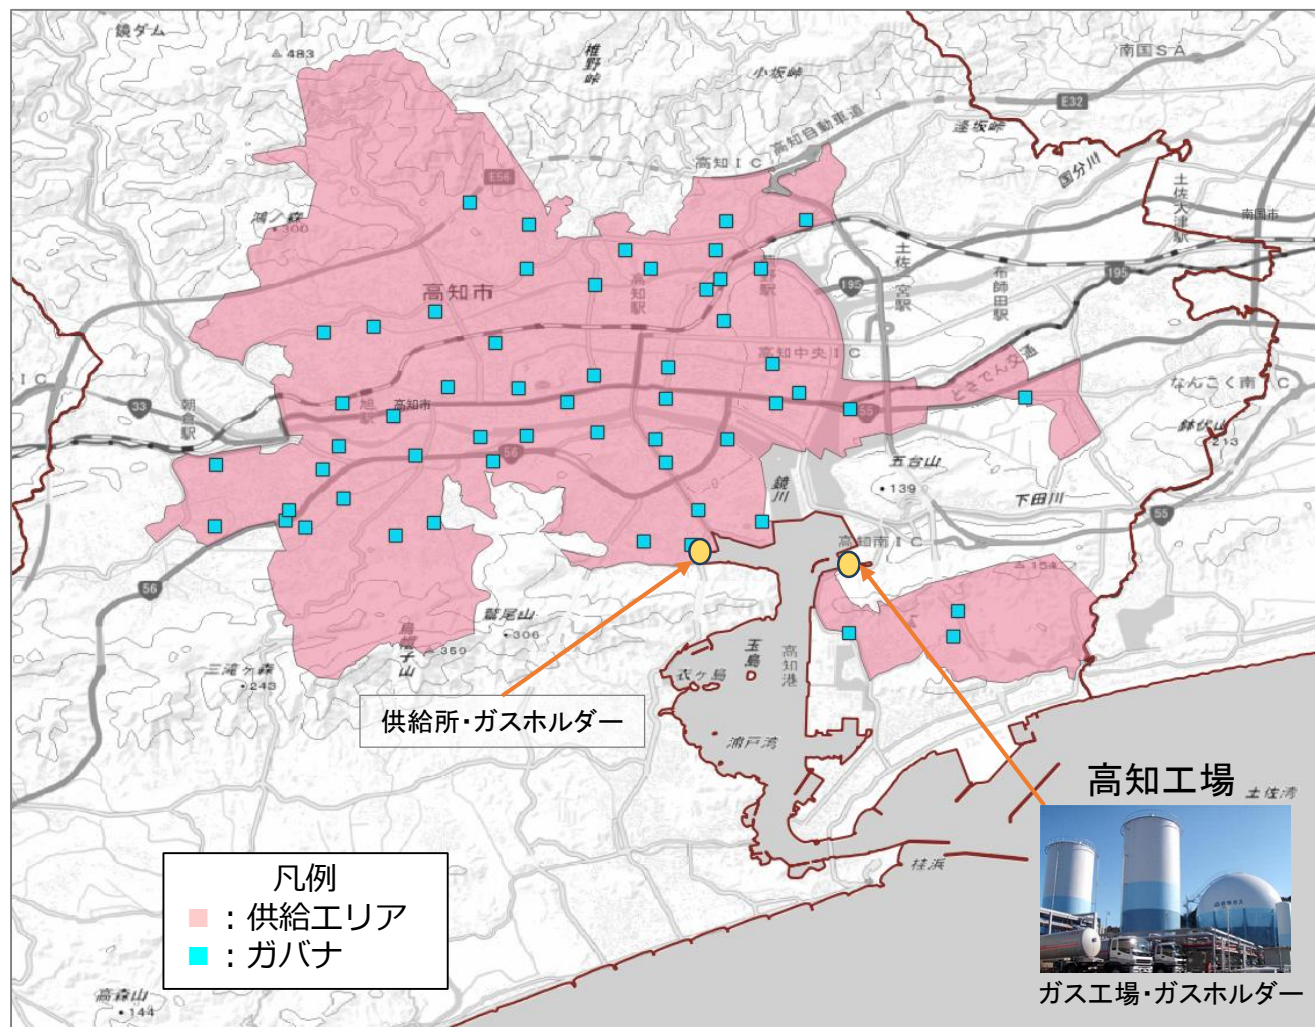 鏡ダム
483
椎野峠
小坂峠
南国SA
E32
逢坂峠
高知自動車道
高知IC
国分川
土佐大津駅
南国市
E56
鴻ノ森
300
高知市
高知駅
195
土佐一宮駅
布師田駅
195
高知中央IC
とさでん交通
なんこく南IC
IC
33
朝倉駅
旭駅
高知市
55
鉢伏山
213
56
鏡川
五台山
139
下田川
55
高知南IC
154
56
鷲尾山
306
烏帽子山
359
三滝ヶ森
243
玉島
衣ヶ島
高知港
供給所・ガスホルダー
浦戸湾
高知工場
土佐湾
桂浜
凡例
：供給エリア
：ガバナ
高森山
144
ガス工場・ガスホルダー